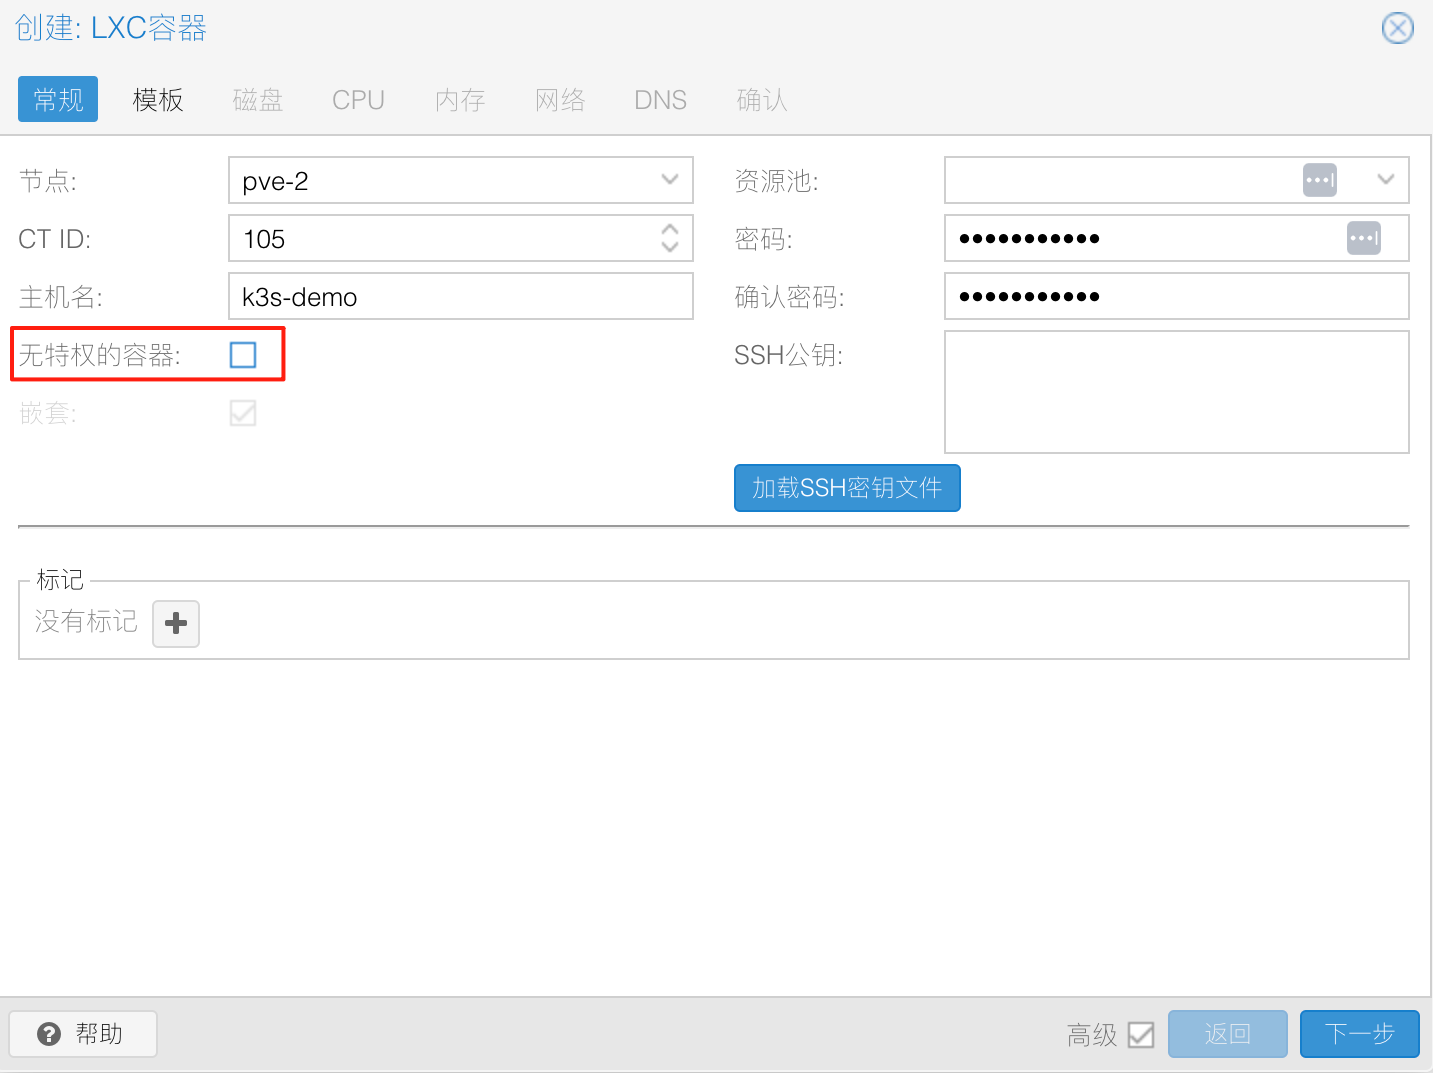 创建: LXC容器
常规 模板 磁盘 CPU 内存 网络 DNS 确认
节点: pve-2 资源池:
CT ID: 105 密码: •••••••••••
主机名: k3s-demo 确认密码: •••••••••••
无特权的容器: SSH公钥:
嵌套:
加载SSH密钥文件
标记
没有标记
帮助 高级 返回 下一步